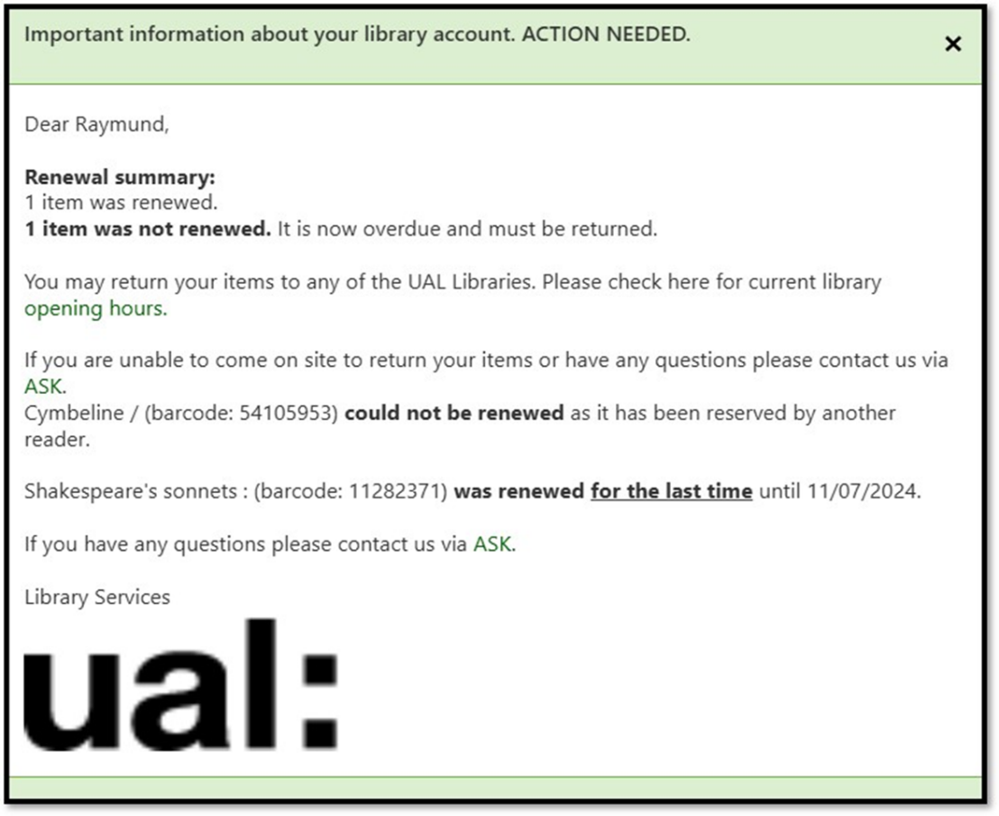 Important information about your library account. ACTION NEEDED.
×
Dear Raymund,
Renewal summary:
1 item was renewed.
1 item was not renewed. It is now overdue and must be returned.
You may return your items to any of the UAL Libraries. Please check here for current library
opening hours.
If you are unable to come on site to return your items or have any questions please contact us via
ASK.
Cymbeline / (barcode: 54105953) could not be renewed as it has been reserved by another
reader.
Shakespeare's sonnets : (barcode: 11282371) was renewed for the last time until 11/07/2024.
If you have any questions please contact us via ASK.
Library Services
ual: